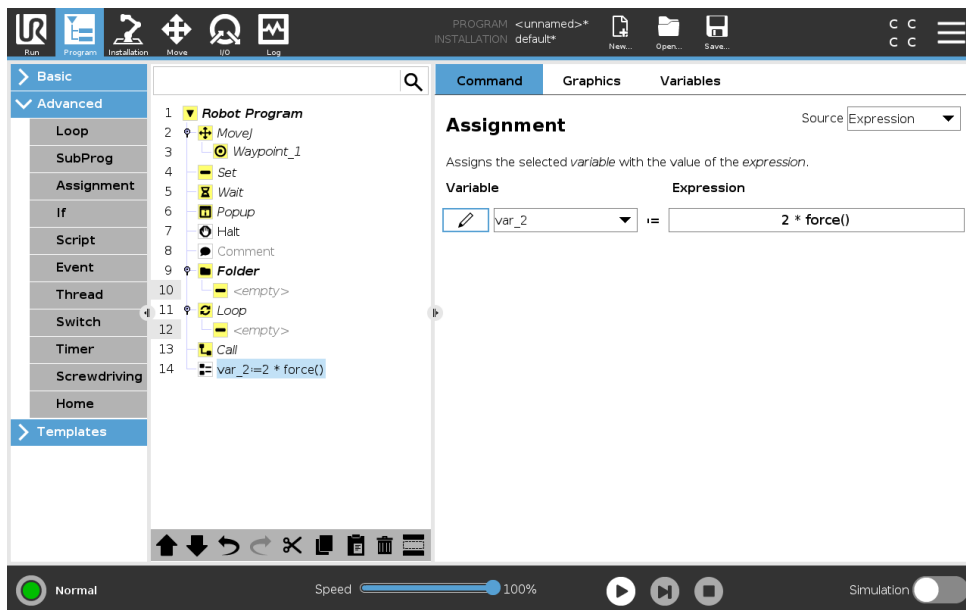 PROGRAM <unnamed>*
INSTALLATION default*
C C
C C
Run Program Installation Move I/O Log New... Open... Save...
Basic
Advanced
Loop
SubProg
Assignment
If
Script
Event
Thread
Switch
Timer
Screwdriving
Home
Templates
1 Robot Program
2 MoveJ
3 Waypoint_1
4 Set
5 Wait
6 Popup
7 Halt
8 Comment
9 Folder
10 <empty>
11 Loop
12 <empty>
13 Call
14 var_2:=2 * force()
Command Graphics Variables
Assignment
Source Expression
Assigns the selected variable with the value of the expression.
Variable Expression
var_2 := 2 * force()
Normal Speed 100% Simulation